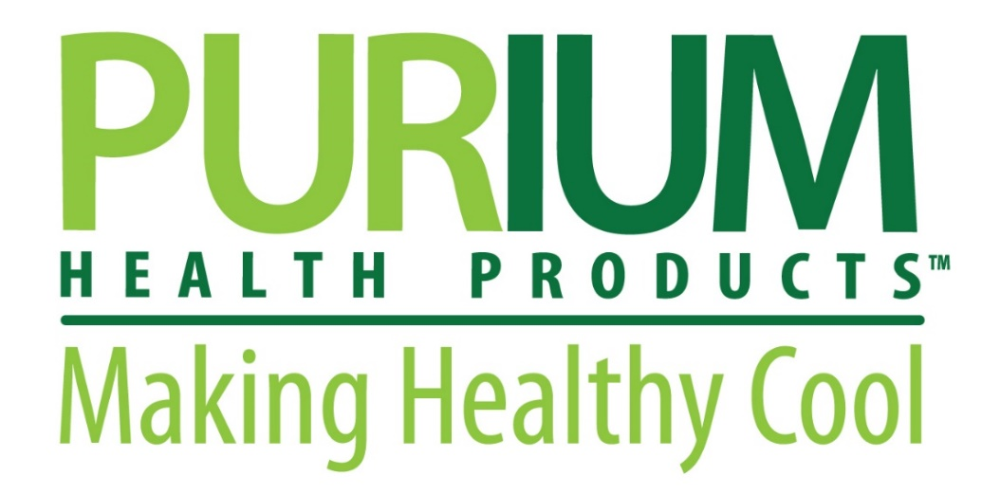 PURIUM
HEALTH PRODUCTS™
Making Healthy Cool